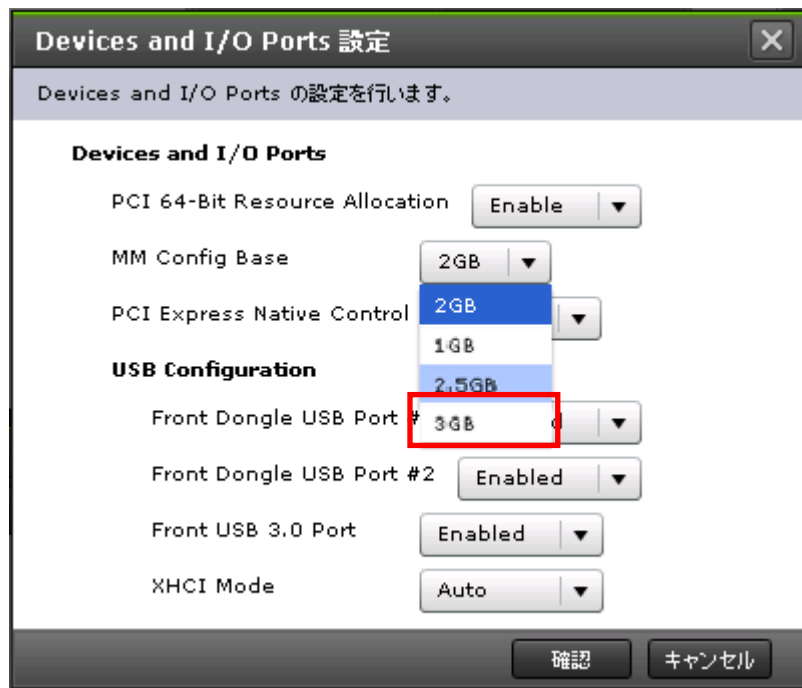 Devices and I/O Ports 設定
Devices and I/O Ports の設定を行います。
Devices and I/O Ports
PCI 64-Bit Resource Allocation Enable
MM Config Base 2GB
2GB
PCI Express Native Control
1GB
USB Configuration
2.5GB
Front Dongle USB Port #
3GB
Front Dongle USB Port #2 Enabled
Front USB 3.0 Port Enabled
XHCI Mode Auto
確認 キャンセル